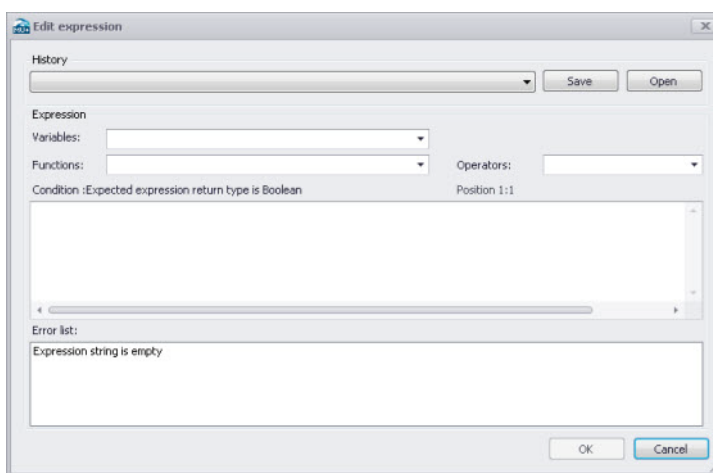 Edit expression
History
Save Open
Expression
Variables:
Functions: Operators:
Condition :Expected expression return type is Boolean Position 1:1
Error list:
Expression string is empty
OK Cancel